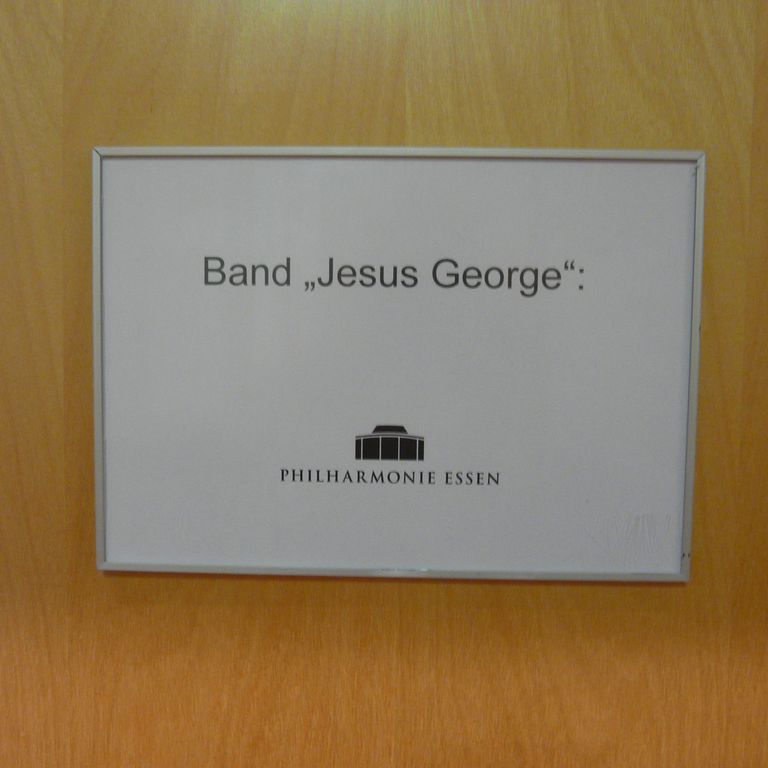 Band „Jesus George“:
PHILHARMONIE ESSEN